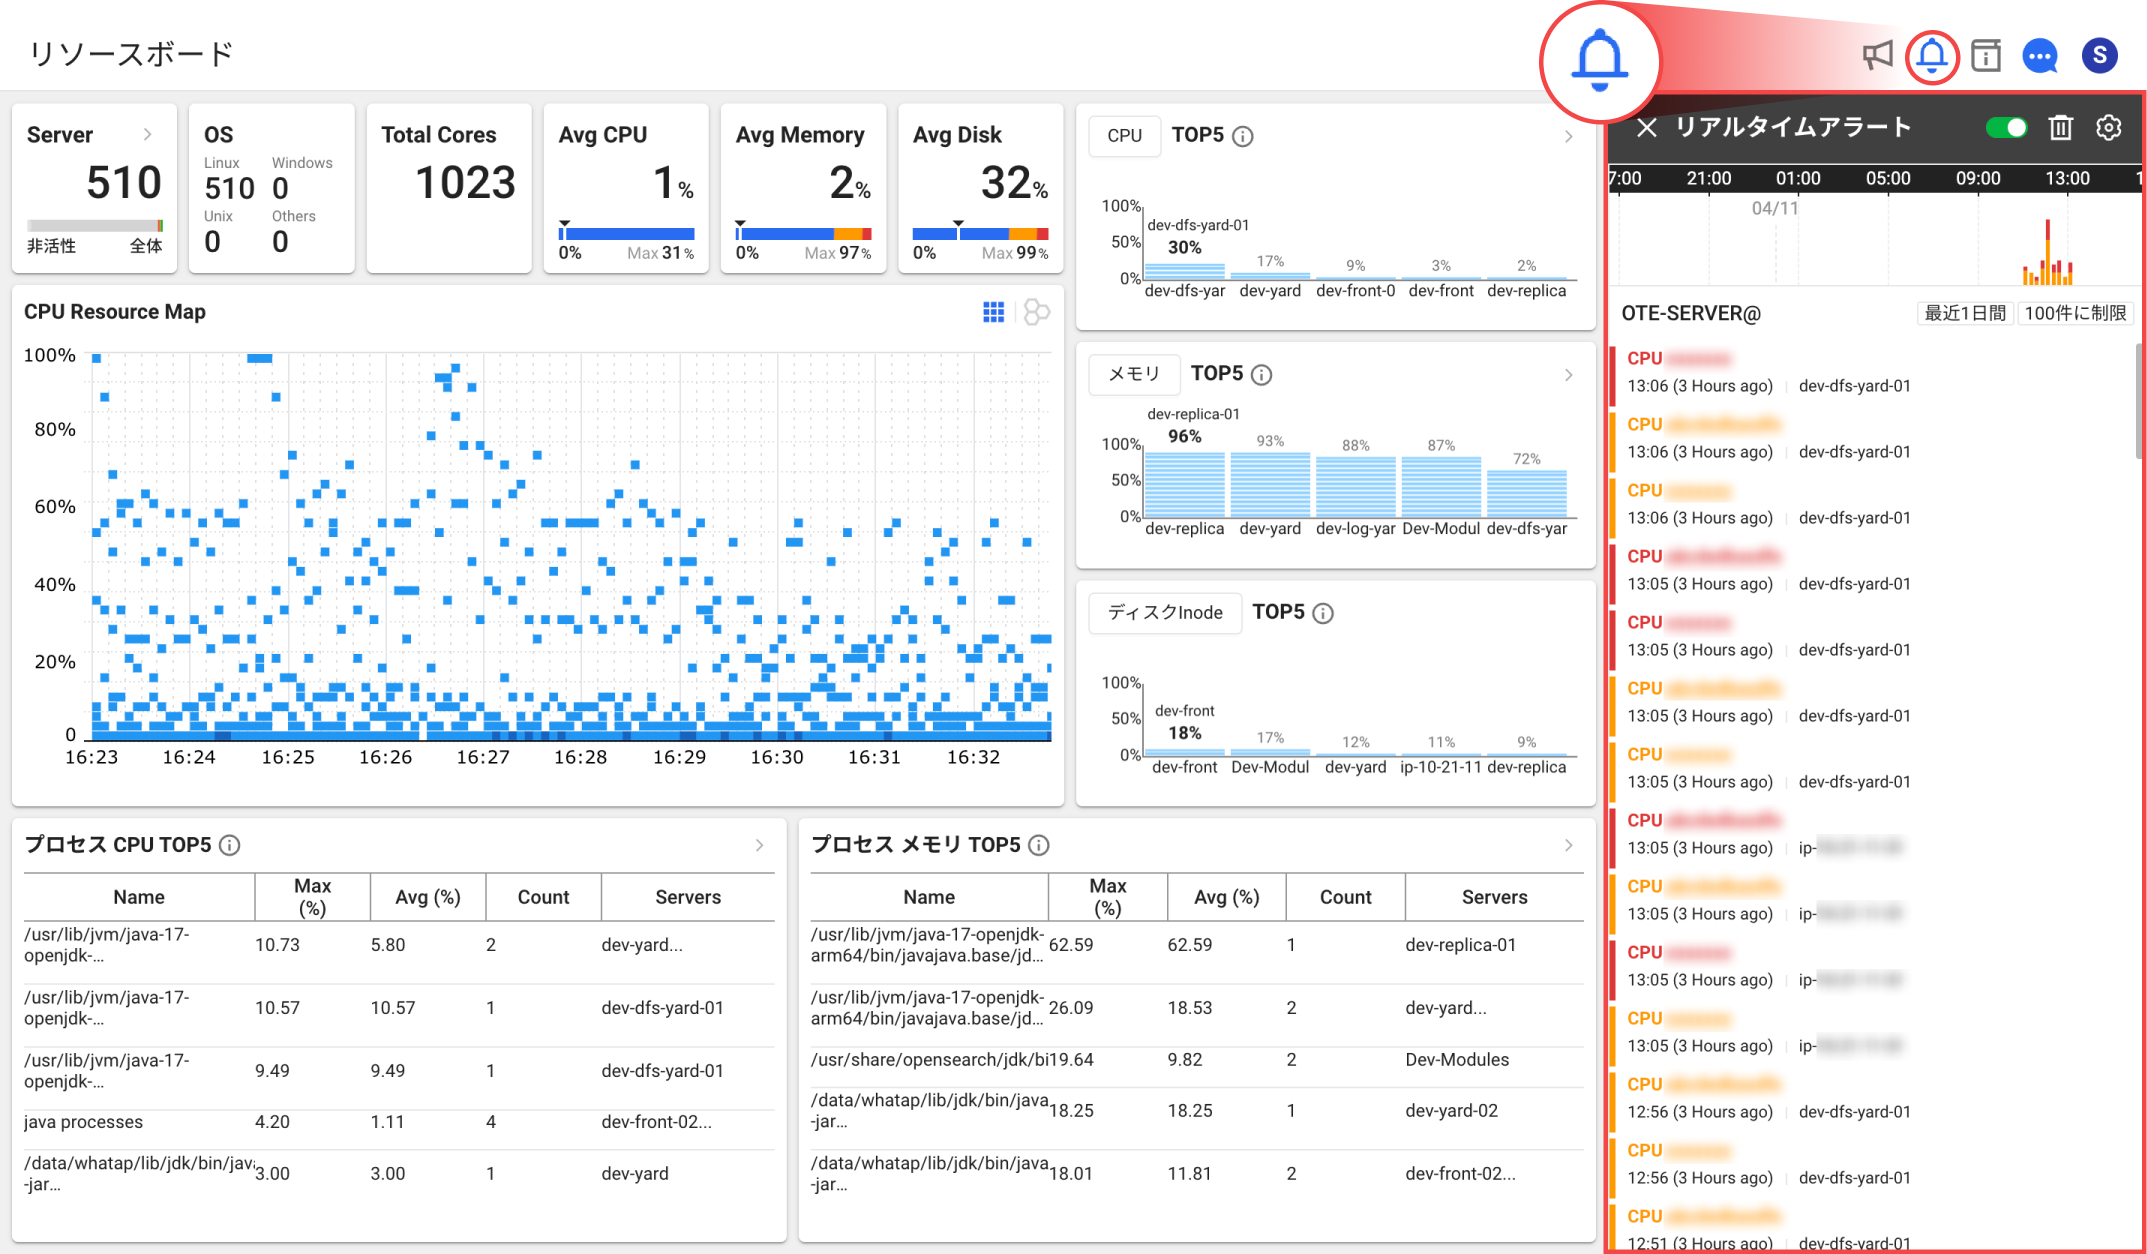 リソースボード
S
Server
510
非活性 全体
OS
Linux Windows
510 0
Unix Others
0 0
Total Cores
1023
Avg CPU
1%
0% Max 31%
Avg Memory
2%
0% Max 97%
Avg Disk
32%
0% Max 99%
CPU Resource Map
100%
80%
60%
40%
20%
0
16:23 16:24 16:25 16:26 16:27 16:28 16:29 16:30 16:31 16:32
CPU TOP5
100%
50%
0%
dev-dfs-yard-01
30% 17% 9% 3% 2%
dev-dfs-yar dev-yard dev-front-0 dev-front dev-replica
メモリ TOP5
dev-replica-01
96% 93% 88% 87% 72%
100%
50%
0%
dev-replica dev-yard dev-log-yar Dev-Modul dev-dfs-yar
ディスクInode TOP5
100%
50%
0%
dev-front
18% 17% 12% 11% 9%
dev-front Dev-Modul dev-yard ip-10-21-11 dev-replica
プロセス CPU TOP5
Name Max (%) Avg (%) Count Servers
/usr/lib/jvm/java-17-
openjdk-... 10.73 5.80 2 dev-yard...
/usr/lib/jvm/java-17-
openjdk-... 10.57 10.57 1 dev-dfs-yard-01
/usr/lib/jvm/java-17-
openjdk-... 9.49 9.49 1 dev-dfs-yard-01
java processes 4.20 1.11 4 dev-front-02...
/data/whatap/lib/jdk/bin/java
-jar... 3.00 3.00 1 dev-yard
プロセス メモリ TOP5
Name Max (%) Avg (%) Count Servers
/usr/lib/jvm/java-17-openjdk-
arm64/bin/javajava.base/jd... 62.59 62.59 1 dev-replica-01
/usr/lib/jvm/java-17-openjdk-
arm64/bin/javajava.base/jd... 26.09 18.53 2 dev-yard...
/usr/share/opensearch/jdk/bi 19.64 9.82 2 Dev-Modules
/data/whatap/lib/jdk/bin/java
-jar... 18.25 18.25 1 dev-yard-02
/data/whatap/lib/jdk/bin/java
-jar... 18.01 11.81 2 dev-front-02...
リアルタイムアラート
7:00 21:00 01:00 05:00 09:00 13:00 1
04/11
OTE-SERVER@ 最近1日間 100件に制限
CPU
13:06 (3 Hours ago) dev-dfs-yard-01
CPU
13:06 (3 Hours ago) dev-dfs-yard-01
CPU
13:06 (3 Hours ago) dev-dfs-yard-01
CPU
13:05 (3 Hours ago) dev-dfs-yard-01
CPU
13:05 (3 Hours ago) dev-dfs-yard-01
CPU
13:05 (3 Hours ago) dev-dfs-yard-01
CPU
13:05 (3 Hours ago) dev-dfs-yard-01
CPU
13:05 (3 Hours ago) ip-
CPU
13:05 (3 Hours ago) ip-
CPU
13:05 (3 Hours ago) ip-
CPU
13:05 (3 Hours ago) ip-
CPU
12:56 (3 Hours ago) dev-dfs-yard-01
CPU
12:56 (3 Hours ago) dev-dfs-yard-01
CPU
12:51 (3 Hours ago) dev-dfs-yard-01